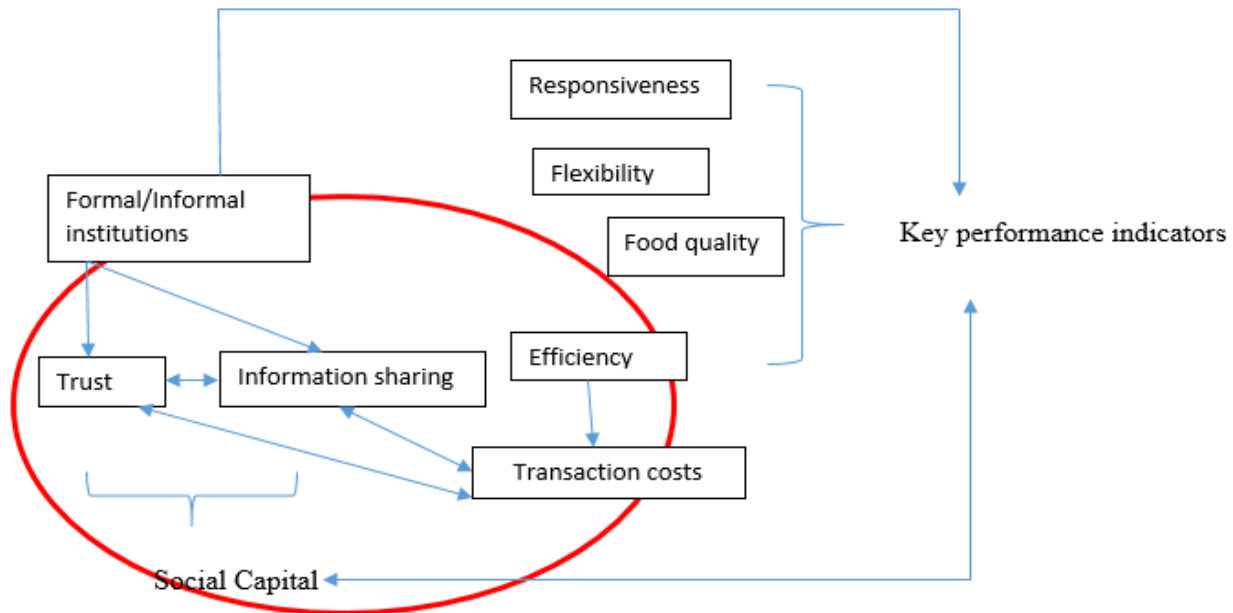 Responsiveness
Flexibility
Formal/Informal
institutions
Food quality
Key performance indicators
Efficiency
Trust
Information sharing
Transaction costs
Social Capital